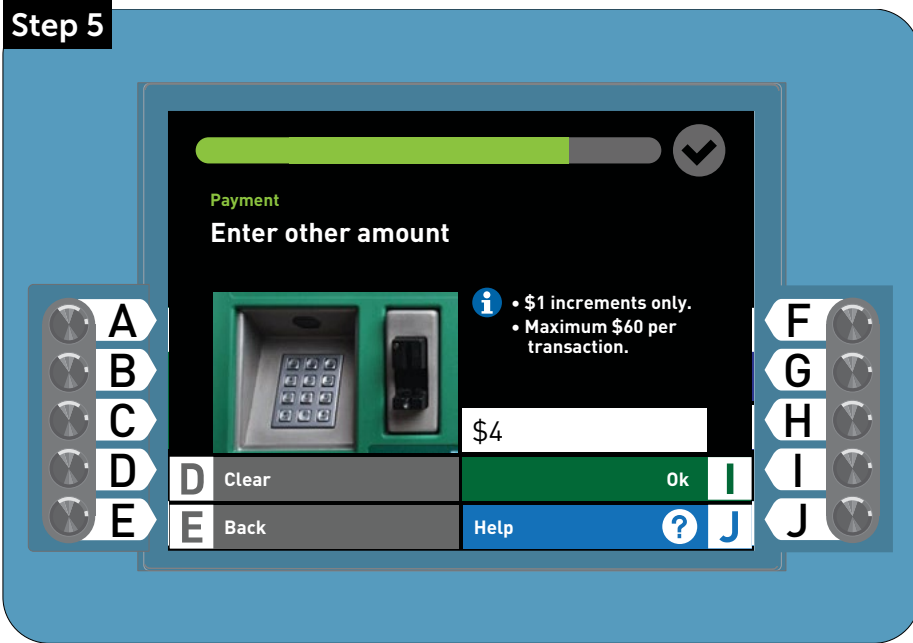 Step 5
Payment
Enter other amount
i
• $1 increments only.
• Maximum $60 per
transaction.
$4
A
B
C
D
E
F
G
H
I
J
D Clear
Ok I
E Back
Help ? J